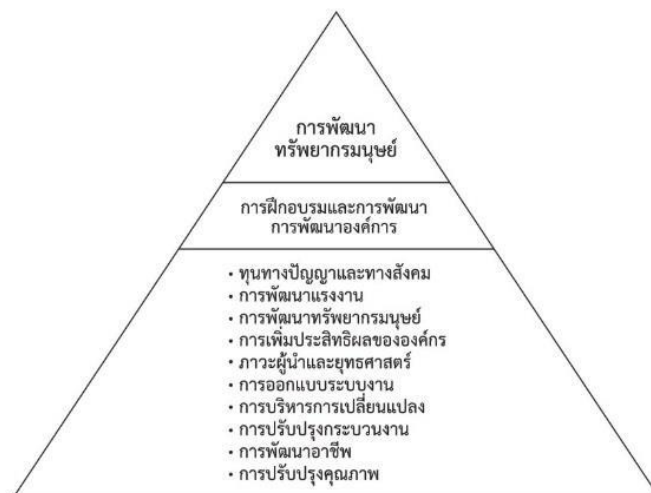 การพัฒนา
ทรัพยากรมนุษย์
การฝึกอบรมและการพัฒนา
การพัฒนาองค์การ
• ทุนทางปัญญาและทางสังคม
• การพัฒนาแรงงาน
• การพัฒนาทรัพยากรมนุษย์
• การเพิ่มประสิทธิผลขององค์กร
• ภาวะผู้นำและยุทธศาสตร์
• การออกแบบระบบงาน
• การบริหารการเปลี่ยนแปลง
• การปรับปรุงกระบวนงาน
• การพัฒนาอาชีพ
• การปรับปรุงคุณภาพ